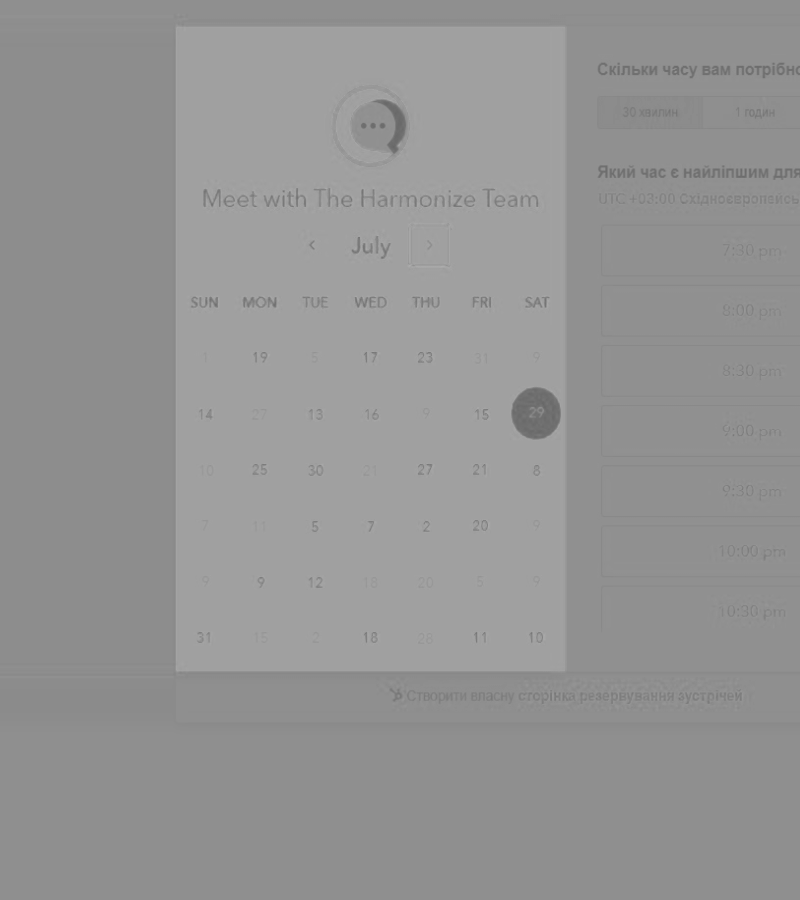 Meet with The Harmonize Team
July
SUN MON TUE WED THU FRI SAT
1 19 5 17 23 31 9
14 27 13 16 9 15 29
10 25 30 21 27 21 8
7 11 5 7 2 20 9
9 9 12 18 20 5 9
31 15 2 18 28 11 10
Скільки часу вам потрібно
30 хвилин 1 годин
Який час є найліпшим для
UTC +03:00
7:30 pm
8:00 pm
8:30 pm
9:00 pm
9:30 pm
10:00 pm
10:30 pm
Створити власну сторінка резервування зустрічей